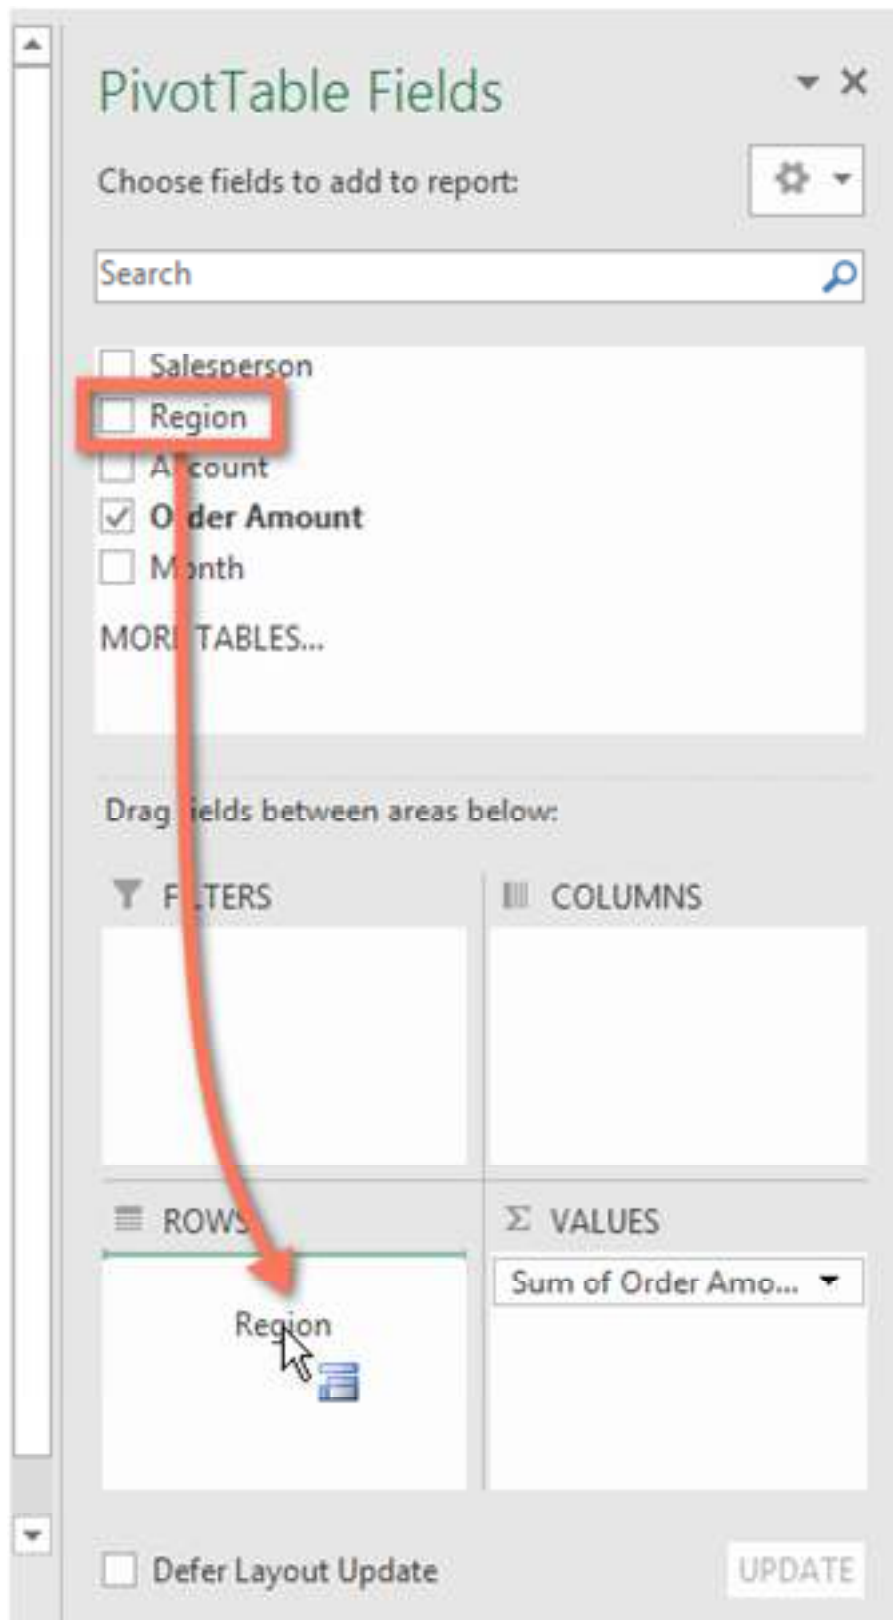 PivotTable Fields
Choose fields to add to report:
Search
Salesperson
Region
Account
Order Amount
Month
MORE TABLES...
Drag fields between areas below:
FILTERS
COLUMNS
ROWS
Σ VALUES
Region
Sum of Order Amo...
Defer Layout Update
UPDATE